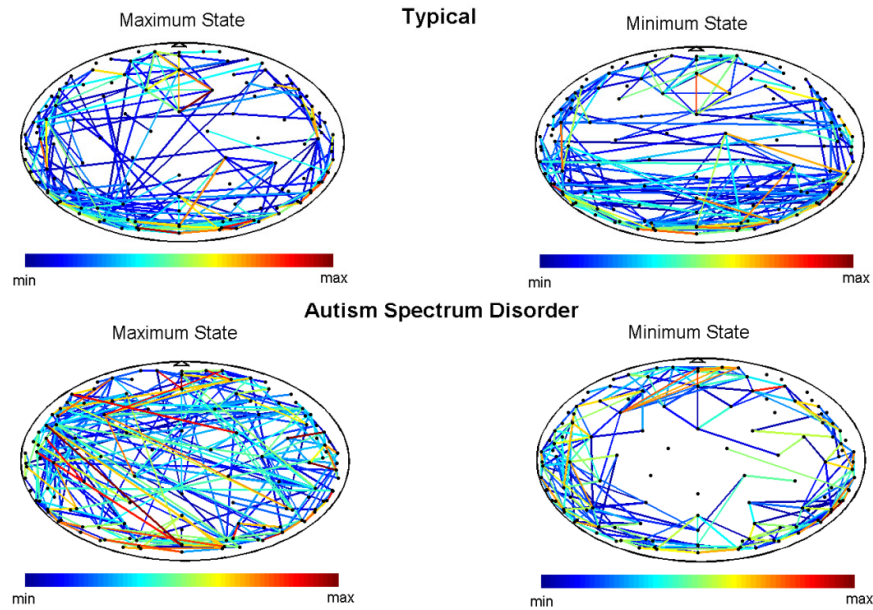 Typical
Maximum State
Minimum State
min
max
min
max
Autism Spectrum Disorder
Maximum State
Minimum State
min
max
min
max